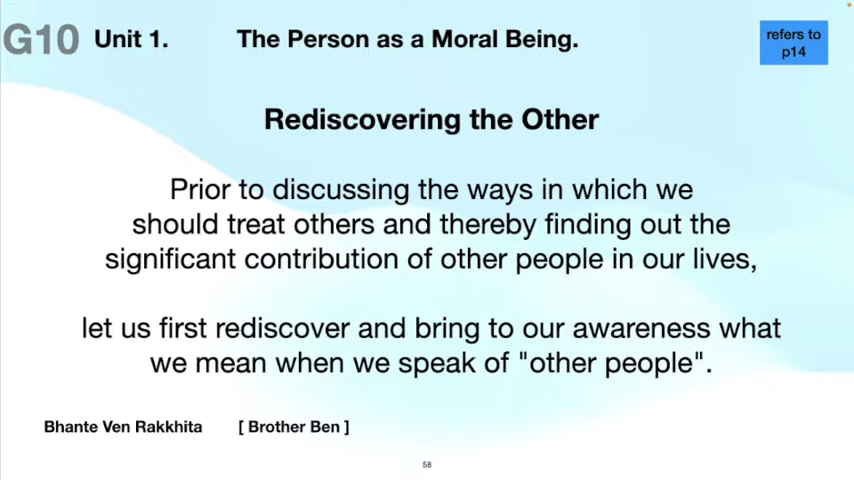 G10 Unit 1. The Person as a Moral Being.
refers to
p14
Rediscovering the Other
Prior to discussing the ways in which we
should treat others and thereby finding out the
significant contribution of other people in our lives,
let us first rediscover and bring to our awareness what
we mean when we speak of "other people".
Bhante Ven Rakkhita [ Brother Ben ]
58